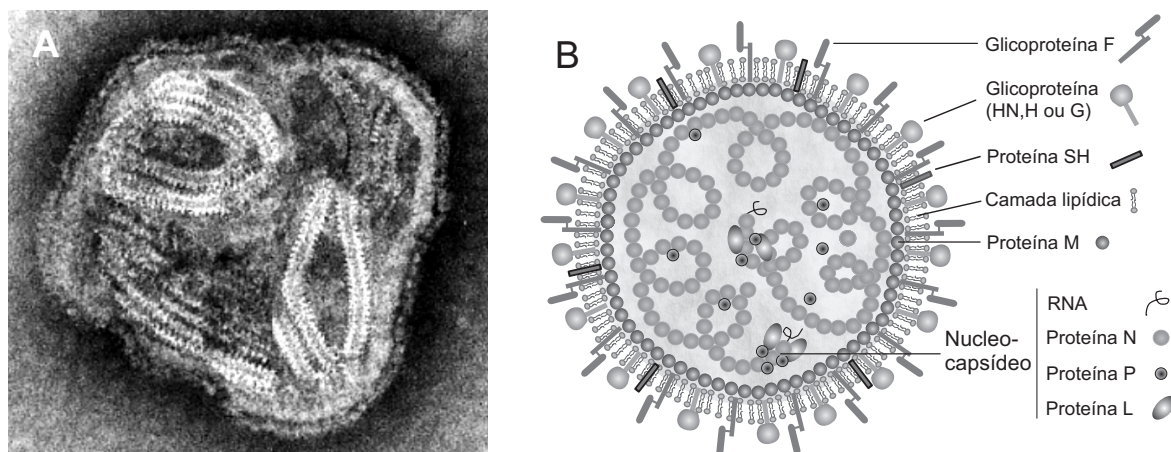 A
B
Glicoproteína F
Glicoproteína
(HN,H ou G)
Proteína SH
Camada lipídica
Proteína M
Nucleo-
capsídeo
RNA
Proteína N
Proteína P
Proteína L